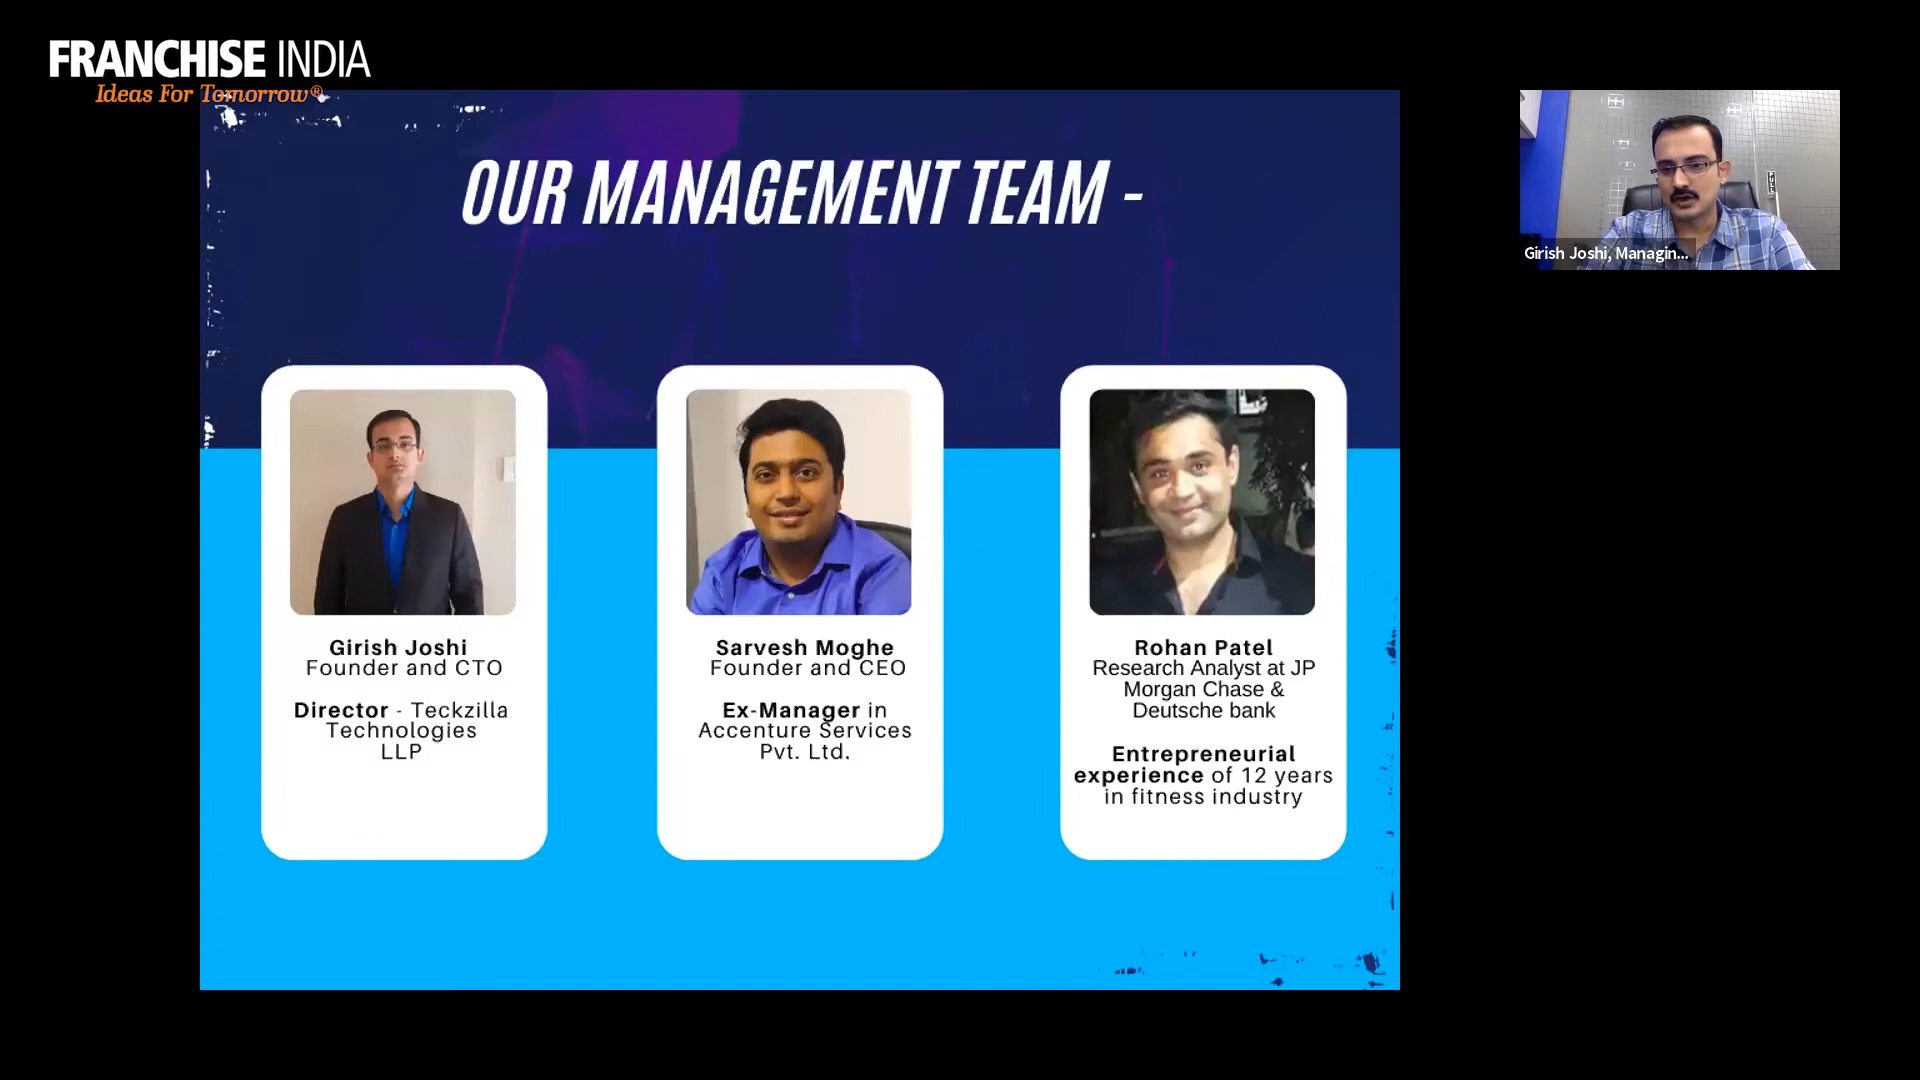 FRANCHISE INDIA
Ideas For Tomorrow®
OUR MANAGEMENT TEAM -
Girish Joshi, Managin...
Girish Joshi
Founder and CTO
Director - Teckzilla
Technologies
LLP
Sarvesh Moghe
Founder and CEO
Ex-Manager in
Accenture Services
Pvt. Ltd.
Rohan Patel
Research Analyst at JP
Morgan Chase &
Deutsche bank
Entrepreneurial
experience of 12 years
in fitness industry